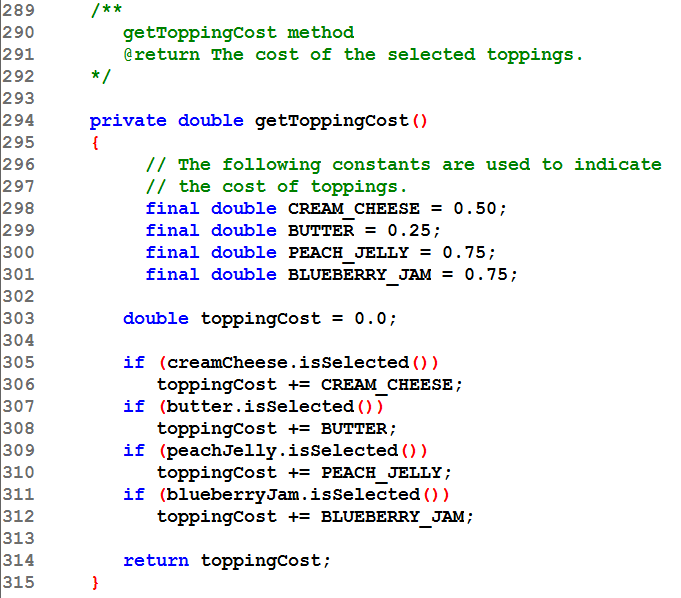 289 /**
290 getToppingCost method
291 @return The cost of the selected toppings.
292 */
293
294 private double getToppingCost()
295 {
296 // The following constants are used to indicate
297 // the cost of toppings.
298 final double CREAM_CHEESE = 0.50;
299 final double BUTTER = 0.25;
300 final double PEACH_JELLY = 0.75;
301 final double BLUEBERRY_JAM = 0.75;
302
303 double toppingCost = 0.0;
304
305 if (creamCheese.isSelected())
306 toppingCost += CREAM_CHEESE;
307 if (butter.isSelected())
308 toppingCost += BUTTER;
309 if (peachJelly.isSelected())
310 toppingCost += PEACH_JELLY;
311 if (blueberryJam.isSelected())
312 toppingCost += BLUEBERRY_JAM;
313
314 return toppingCost;
315 }